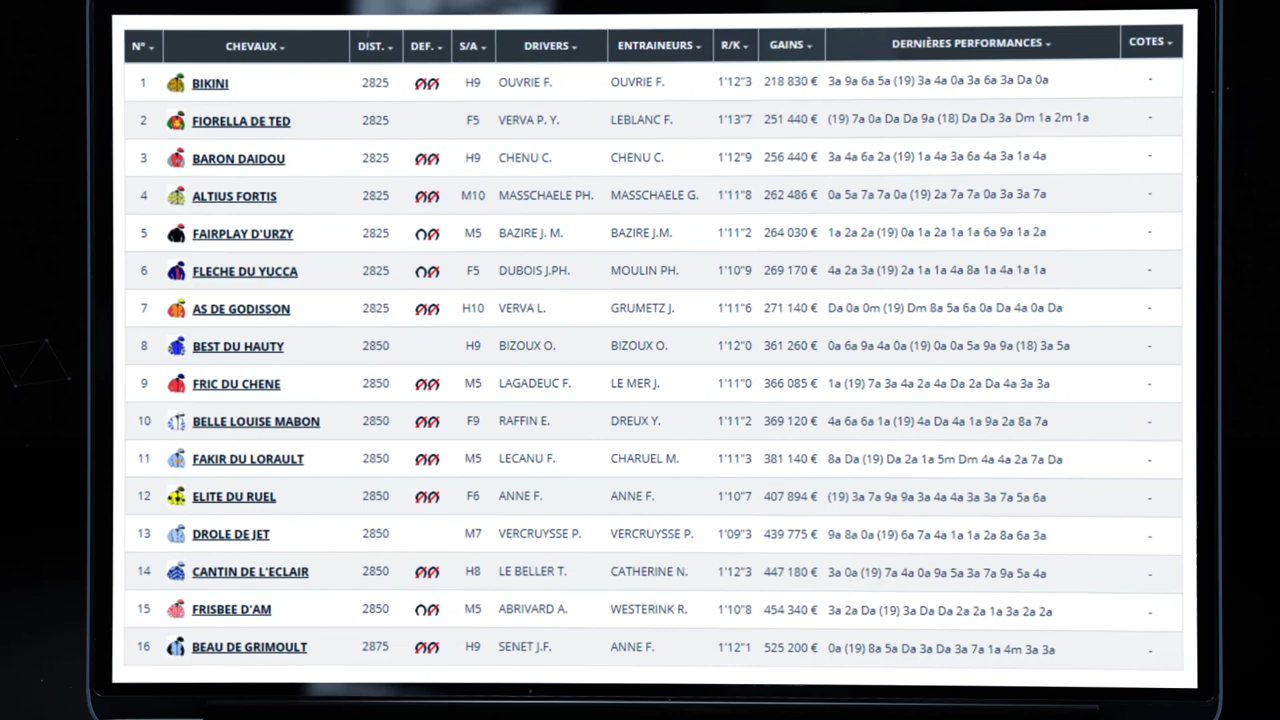 N° CHEVAUX DIST. DEF. S/A DRIVERS ENTRAINEURS R/K GAINS DERNIÈRES PERFORMANCES COTES
1 BIKINI 2825 H9 OUVRIE F. OUVRIE F. 1'12"3 218 830 € 3a 9a 6a 5a (19) 3a 4a 0a 3a 6a 3a Da 0a -
2 FIORELLA DE TED 2825 F5 VERVA P. Y. LEBLANC F. 1'13"7 251 440 € (19) 7a 0a Da Da 9a (18) Da Da 3a Dm 1a 2m 1a -
3 BARON DAIDOU 2825 H9 CHENU C. CHENU C. 1'12"9 256 440 € 3a 4a 6a 2a (19) 1a 4a 3a 6a 4a 3a 1a 4a -
4 ALTIUS FORTIS 2825 M10 MASSCHAELE PH. MASSCHAELE G. 1'11"8 262 486 € 0a 5a 7a 7a 0a (19) 2a 7a 7a 0a 3a 3a 7a -
5 FAIRPLAY D'URZY 2825 M5 BAZIRE J. M. BAZIRE J.M. 1'11"2 264 030 € 1a 2a 2a (19) 0a 1a 2a 1a 1a 6a 9a 1a 2a -
6 FLECHE DU YUCCA 2825 F5 DUBOIS J.PH. MOULIN PH. 1'10"9 269 170 € 4a 2a 3a (19) 2a 1a 1a 4a 8a 1a 4a 1a 1a -
7 AS DE GODISSON 2825 H10 VERVA L. GRUMETZ J. 1'11"6 271 140 € Da 0a 0m (19) Dm 8a 5a 6a 0a Da 4a 0a Da -
8 BEST DU HAUTY 2850 H9 BIZOUX O. BIZOUX O. 1'12"0 361 260 € 0a 6a 9a 4a 0a (19) 0a 0a 5a 9a 9a (18) 3a 5a -
9 FRIC DU CHENE 2850 M5 LAGADEUC F. LE MER J. 1'11"0 366 085 € 1a (19) 7a 3a 4a 2a 4a Da 2a Da 4a 3a 3a -
10 BELLE LOUISE MABON 2850 F9 RAFFIN E. DREUX Y. 1'11"2 369 120 € 4a 6a 6a 1a (19) 4a Da 4a 1a 9a 2a 8a 7a -
11 FAKIR DU LORAULT 2850 M5 LECANU F. CHARUEL M. 1'11"3 381 140 € 8a Da (19) Da 2a 1a 5m Dm 4a 4a 2a 7a Da -
12 ELITE DU RUEL 2850 F6 ANNE F. ANNE F. 1'10"7 407 894 € (19) 3a 7a 9a 9a 3a 4a 4a 3a 3a 7a 5a 6a -
13 DROLE DE JET 2850 M7 VERCRUYSSE P. VERCRUYSSE P. 1'09"3 439 775 € 9a 8a 0a (19) 6a 7a 4a 1a 1a 2a 8a 6a 3a -
14 CANTIN DE L'ECLAIR 2850 H8 LE BELLER T. CATHERINE N. 1'12"3 447 180 € 3a 0a (19) 7a 4a 0a 9a 5a 3a 7a 9a 5a 4a -
15 FRISBEE D'AM 2850 M5 ABRIVARD A. WESTERINK R. 1'10"8 454 340 € 3a 2a Da (19) 3a Da Da 2a 2a 1a 3a 2a 2a -
16 BEAU DE GRIMOULT 2875 H9 SENET J.F. ANNE F. 1'12"1 525 200 € 0a (19) 8a 5a Da 3a Da 3a 7a 1a 4m 3a 3a -